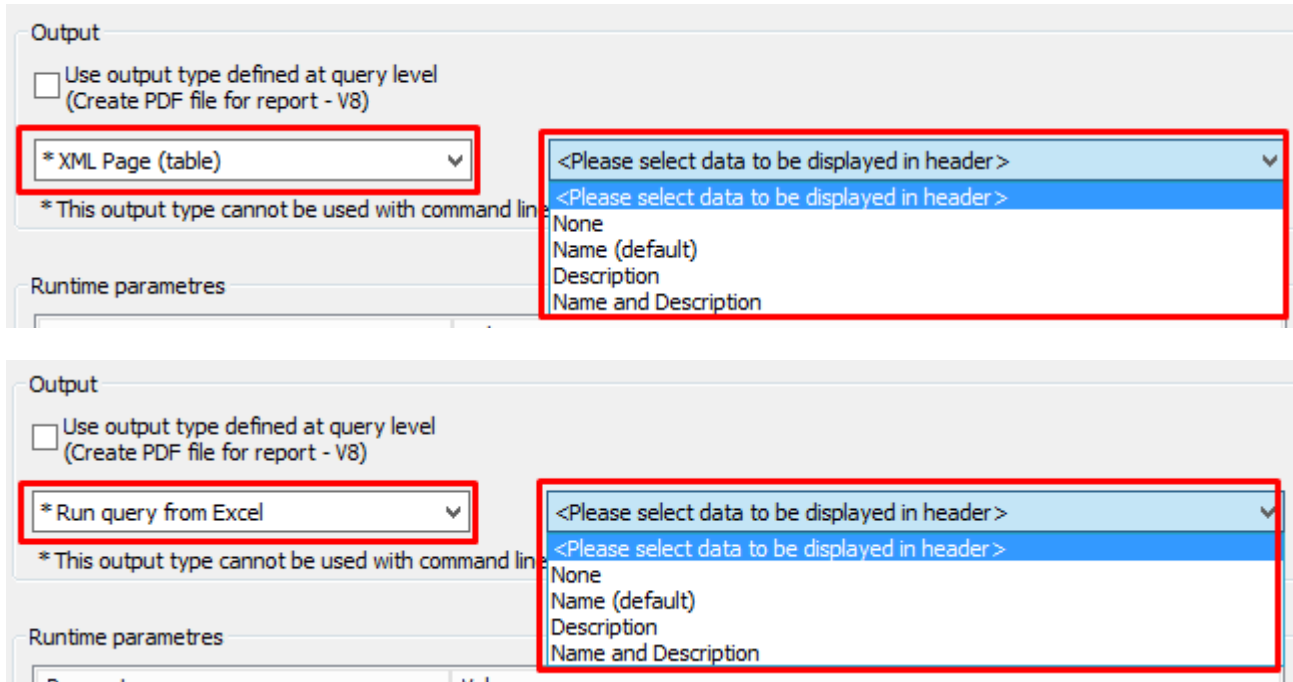 Output
Use output type defined at query level
(Create PDF file for report - V8)
* XML Page (table)
<Please select data to be displayed in header>
* This output type cannot be used with command line
<Please select data to be displayed in header>
None
Name (default)
Description
Name and Description
Runtime parametres
Output
Use output type defined at query level
(Create PDF file for report - V8)
* Run query from Excel
<Please select data to be displayed in header>
* This output type cannot be used with command line
<Please select data to be displayed in header>
None
Name (default)
Description
Name and Description
Runtime parametres